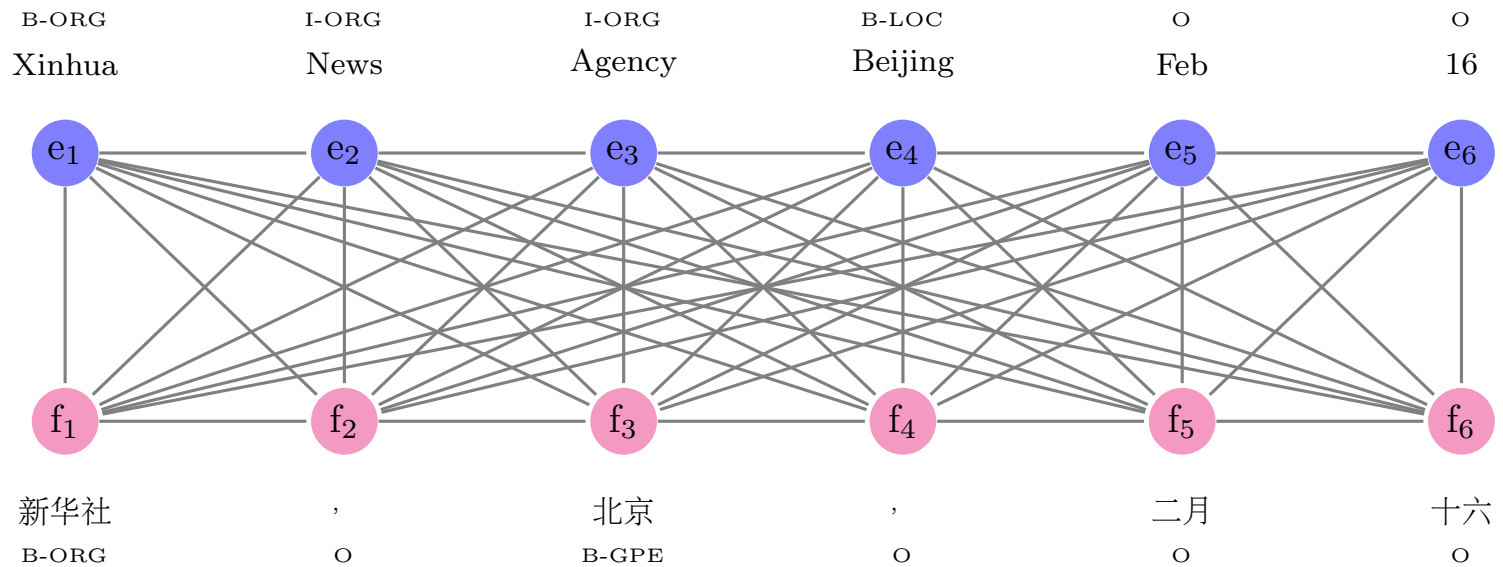 B-ORG I-ORG I-ORG B-LOC O O
Xinhua News Agency Beijing Feb 16
e1 e2 e3 e4 e5 e6
f1 f2 f3 f4 f5 f6
新华社 , 北京 , 二月 十六
B-ORG O B-GPE O O O